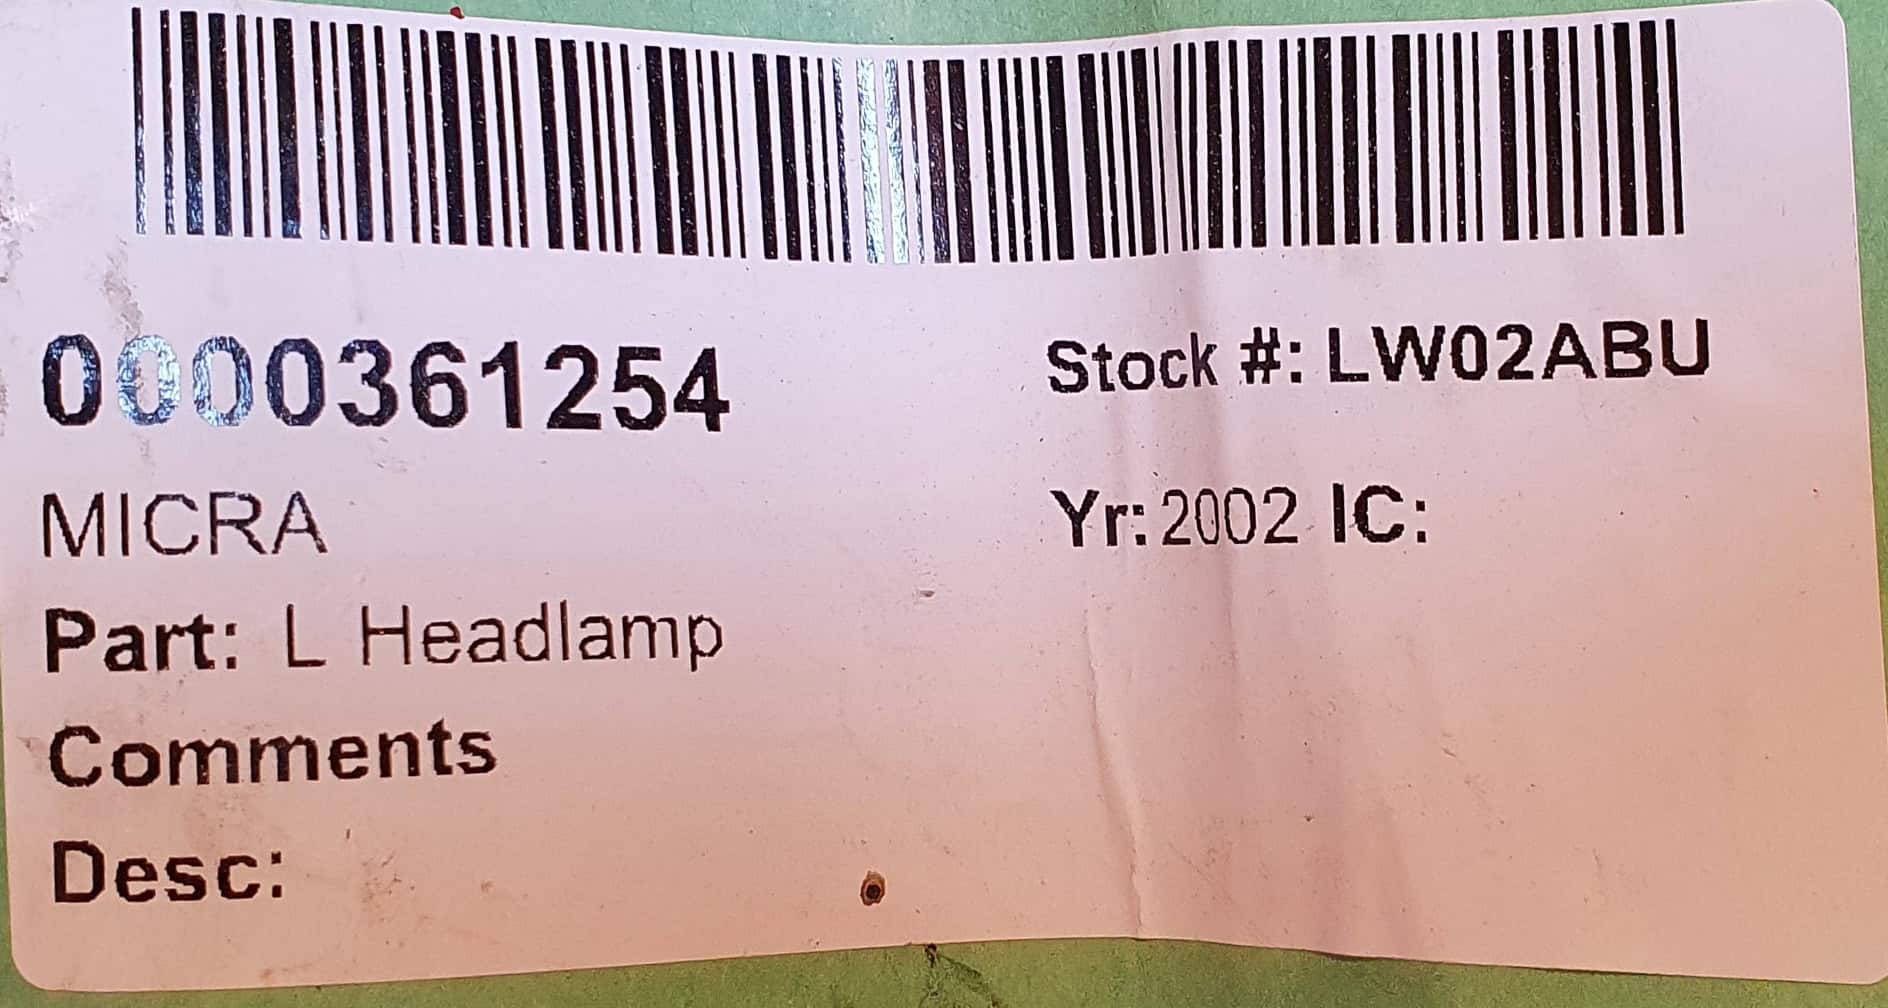 0000361254
Stock #: LW02ABU
MICRA
Yr: 2002 IC:
Part: L Headlamp
Comments
Desc: